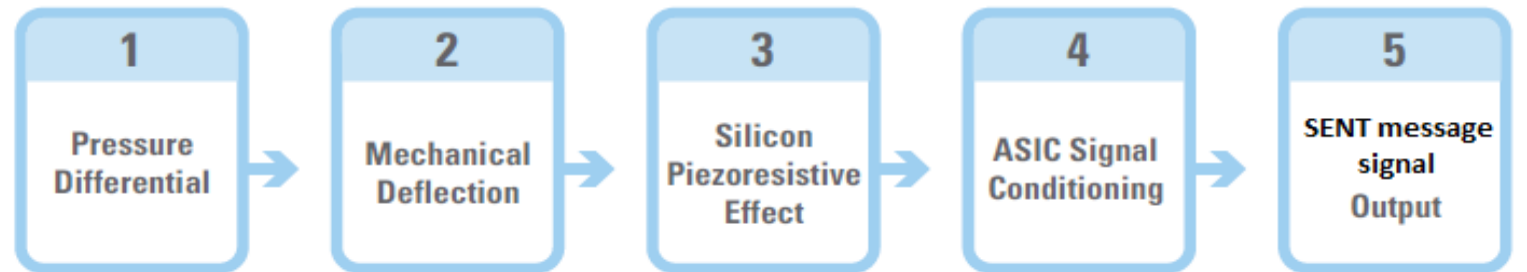 1
Pressure
Differential
2
Mechanical
Deflection
3
Silicon
Piezoresistive
Effect
4
ASIC Signal
Conditioning
5
SENT message
signal
Output